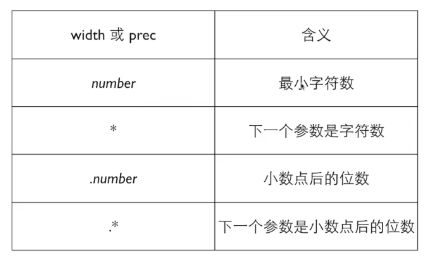 width 或 prec 含义
number 最小字符数
* 下一个参数是字符数
.number 小数点后的位数
.* 下一个参数是小数点后的位数